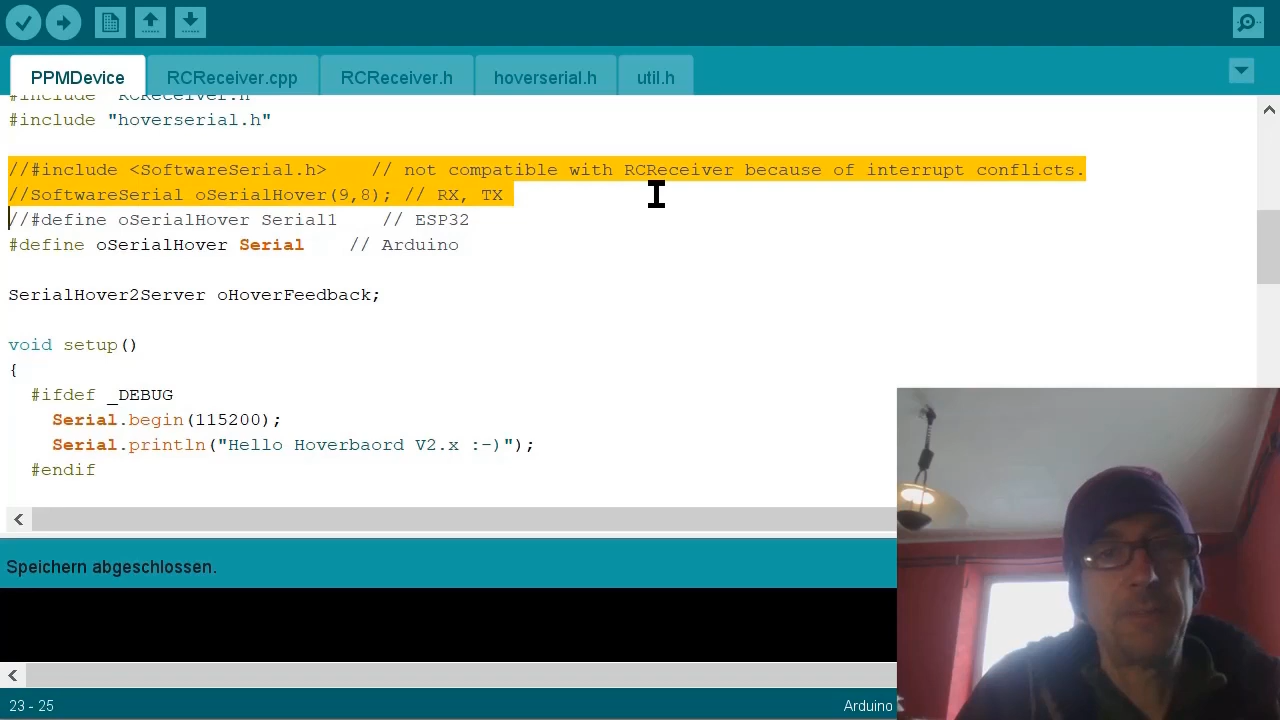 PPMDevice RCReceiver.cpp RCReceiver.h hoverserial.h util.h
#include "RCReceiver.h"
#include "hoverserial.h"
//#include <SoftwareSerial.h> // not compatible with RCReceiver because of interrupt conflicts.
//SoftwareSerial oSerialHover(9,8); // RX, TX
//#define oSerialHover Serial1 // ESP32
#define oSerialHover Serial // Arduino
SerialHover2Server oHoverFeedback;
void setup()
{
#ifdef _DEBUG
Serial.begin(115200);
Serial.println("Hello Hoverbaord V2.x :-)");
#endif
Speichern abgeschlossen.
23 - 25
Arduino